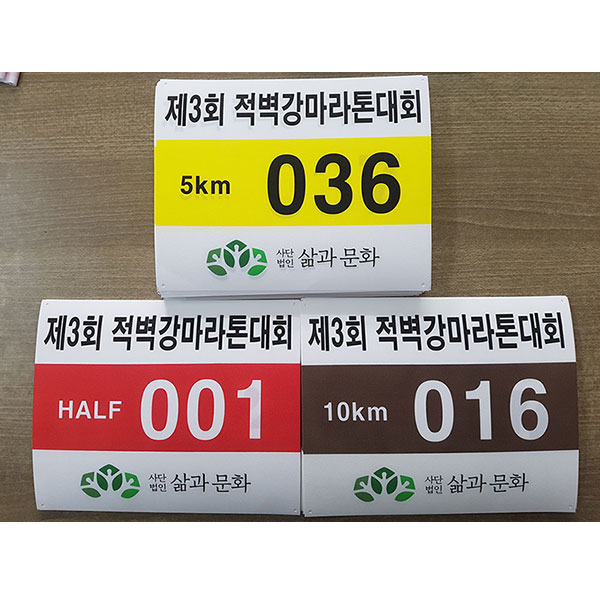 제3회 적벽강마라톤대회
5km 036
사단법인 삶과 문화
제3회 적벽강마라톤대회
HALF 001
사단법인 삶과 문화
제3회 적벽강마라톤대회
10km 016
사단법인 삶과 문화